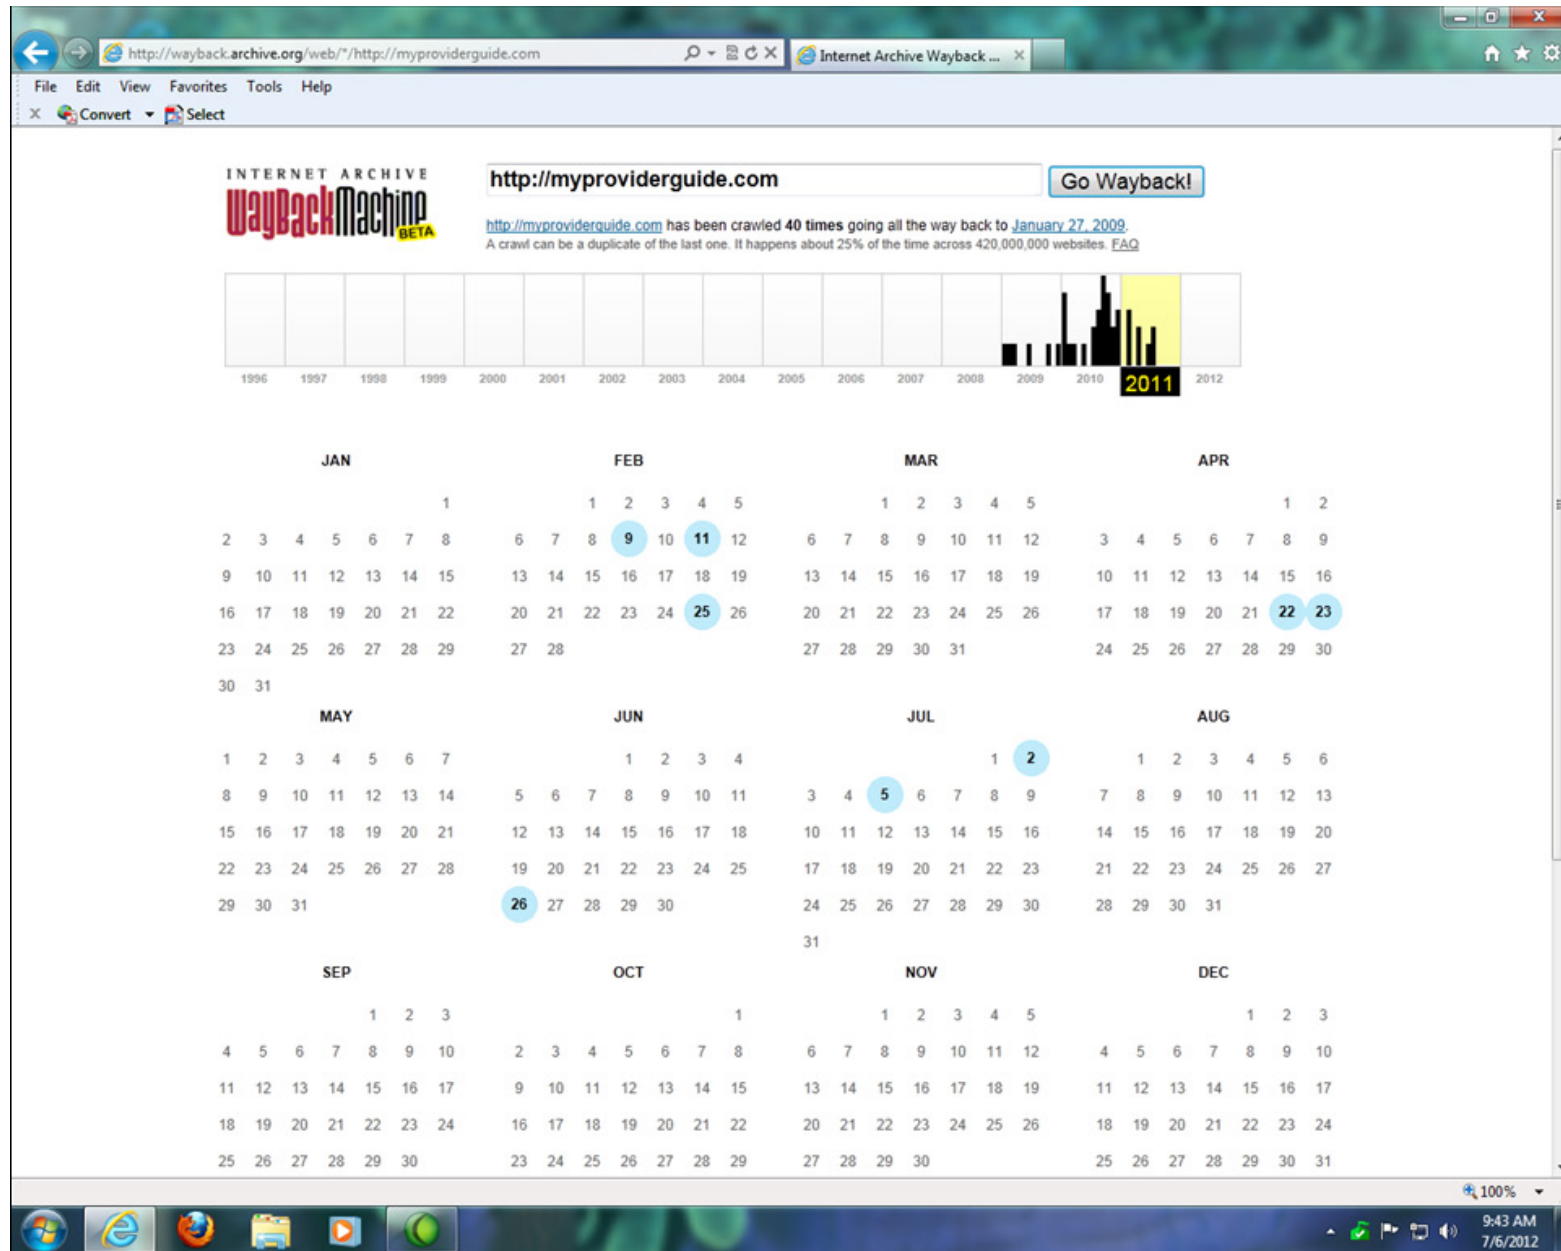 http://wayback.archive.org/web/*/http://myproviderguide.com
Internet Archive Wayback ...
File Edit View Favorites Tools Help
x Convert Select
INTERNET ARCHIVE
WayBackMachine
BETA
http://myproviderguide.com
Go Wayback!
http://myproviderguide.com has been crawled 40 times going all the way back to January 27, 2009.
A crawl can be a duplicate of the last one. It happens about 25% of the time across 420,000,000 websites. FAQ
1996 1997 1998 1999 2000 2001 2002 2003 2004 2005 2006 2007 2008 2009 2010 2011 2012
JAN FEB MAR APR
1 1 2 3 4 5 1 2 3 4 5 1 2
2 3 4 5 6 7 8 6 7 8 9 10 11 12 6 7 8 9 10 11 12 3 4 5 6 7 8 9
9 10 11 12 13 14 15 13 14 15 16 17 18 19 13 14 15 16 17 18 19 10 11 12 13 14 15 16
16 17 18 19 20 21 22 20 21 22 23 24 25 26 20 21 22 23 24 25 26 17 18 19 20 21 22 23
23 24 25 26 27 28 29 27 28 27 28 29 30 31 24 25 26 27 28 29 30
30 31
MAY JUN JUL AUG
1 2 3 4 5 6 7 1 2 3 4 1 2 1 2 3 4 5 6
8 9 10 11 12 13 14 5 6 7 8 9 10 11 3 4 5 6 7 8 9 7 8 9 10 11 12 13
15 16 17 18 19 20 21 12 13 14 15 16 17 18 10 11 12 13 14 15 16 14 15 16 17 18 19 20
22 23 24 25 26 27 28 19 20 21 22 23 24 25 17 18 19 20 21 22 23 21 22 23 24 25 26 27
29 30 31 26 27 28 29 30 24 25 26 27 28 29 30 28 29 30 31
31
SEP OCT NOV DEC
1 2 3 1 1 2 3 4 5 1 2 3
4 5 6 7 8 9 10 2 3 4 5 6 7 8 6 7 8 9 10 11 12 4 5 6 7 8 9 10
11 12 13 14 15 16 17 9 10 11 12 13 14 15 13 14 15 16 17 18 19 11 12 13 14 15 16 17
18 19 20 21 22 23 24 16 17 18 19 20 21 22 20 21 22 23 24 25 26 18 19 20 21 22 23 24
25 26 27 28 29 30 23 24 25 26 27 28 29 27 28 29 30 25 26 27 28 29 30 31
100%
9:43 AM
7/6/2012